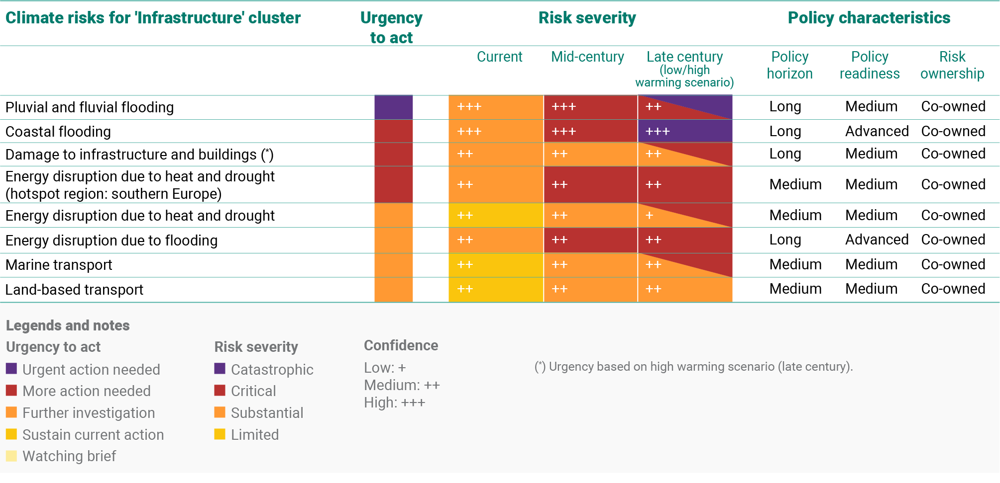 Climate risks for 'Infrastructure' cluster Urgency to act Risk severity Policy characteristics
Current Mid-century Late century (low/high warming scenario) Policy horizon Policy readiness Risk ownership
Pluvial and fluvial flooding +++ +++ ++ Long Medium Co-owned
Coastal flooding +++ +++ +++ Long Advanced Co-owned
Damage to infrastructure and buildings (*) ++ ++ ++ Long Medium Co-owned
Energy disruption due to heat and drought
(hotspot region: southern Europe) ++ ++ ++ Medium Medium Co-owned
Energy disruption due to heat and drought ++ ++ + Medium Medium Co-owned
Energy disruption due to flooding ++ ++ ++ Long Advanced Co-owned
Marine transport ++ ++ ++ Medium Medium Co-owned
Land-based transport ++ ++ ++ Medium Medium Co-owned
Legends and notes
Urgency to act
Urgent action needed
More action needed
Further investigation
Sustain current action
Watching brief
Risk severity
Catastrophic
Critical
Substantial
Limited
Confidence
Low: +
Medium: ++
High: +++
(*) Urgency based on high warming scenario (late century).